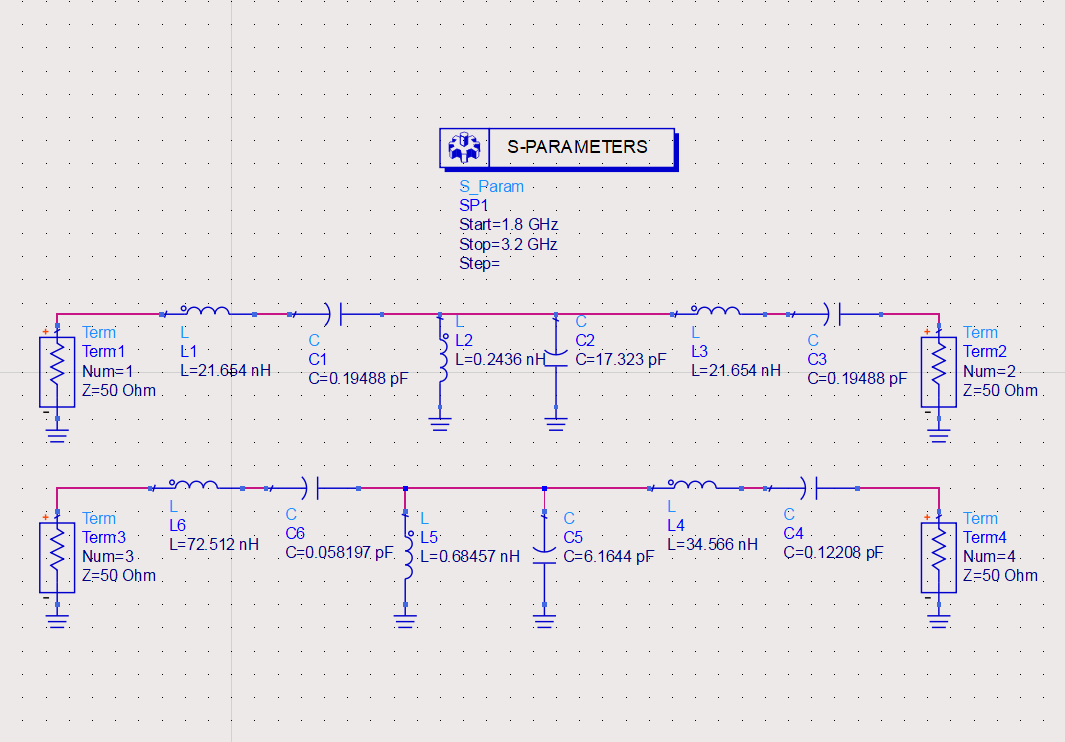 S-PARAMETERS
S_Param
SP1
Start=1.8 GHz
Stop=3.2 GHz
Step=
+
Term
Term1
Num=1
Z=50 Ohm
-
L
L1
L=21.654 nH
C
C1
C=0.19488 pF
L
L2
L=0.2436 nH
C
C2
C=17.323 pF
L
L3
L=21.654 nH
C
C3
C=0.19488 pF
+
Term
Term2
Num=2
Z=50 Ohm
-
+
Term
Term3
Num=3
Z=50 Ohm
-
L
L6
L=72.512 nH
C
C6
C=0.058197 pF
L
L5
L=0.68457 nH
C
C5
C=6.1644 pF
L
L4
L=34.566 nH
C
C4
C=0.12208 pF
+
Term
Term4
Num=4
Z=50 Ohm
-